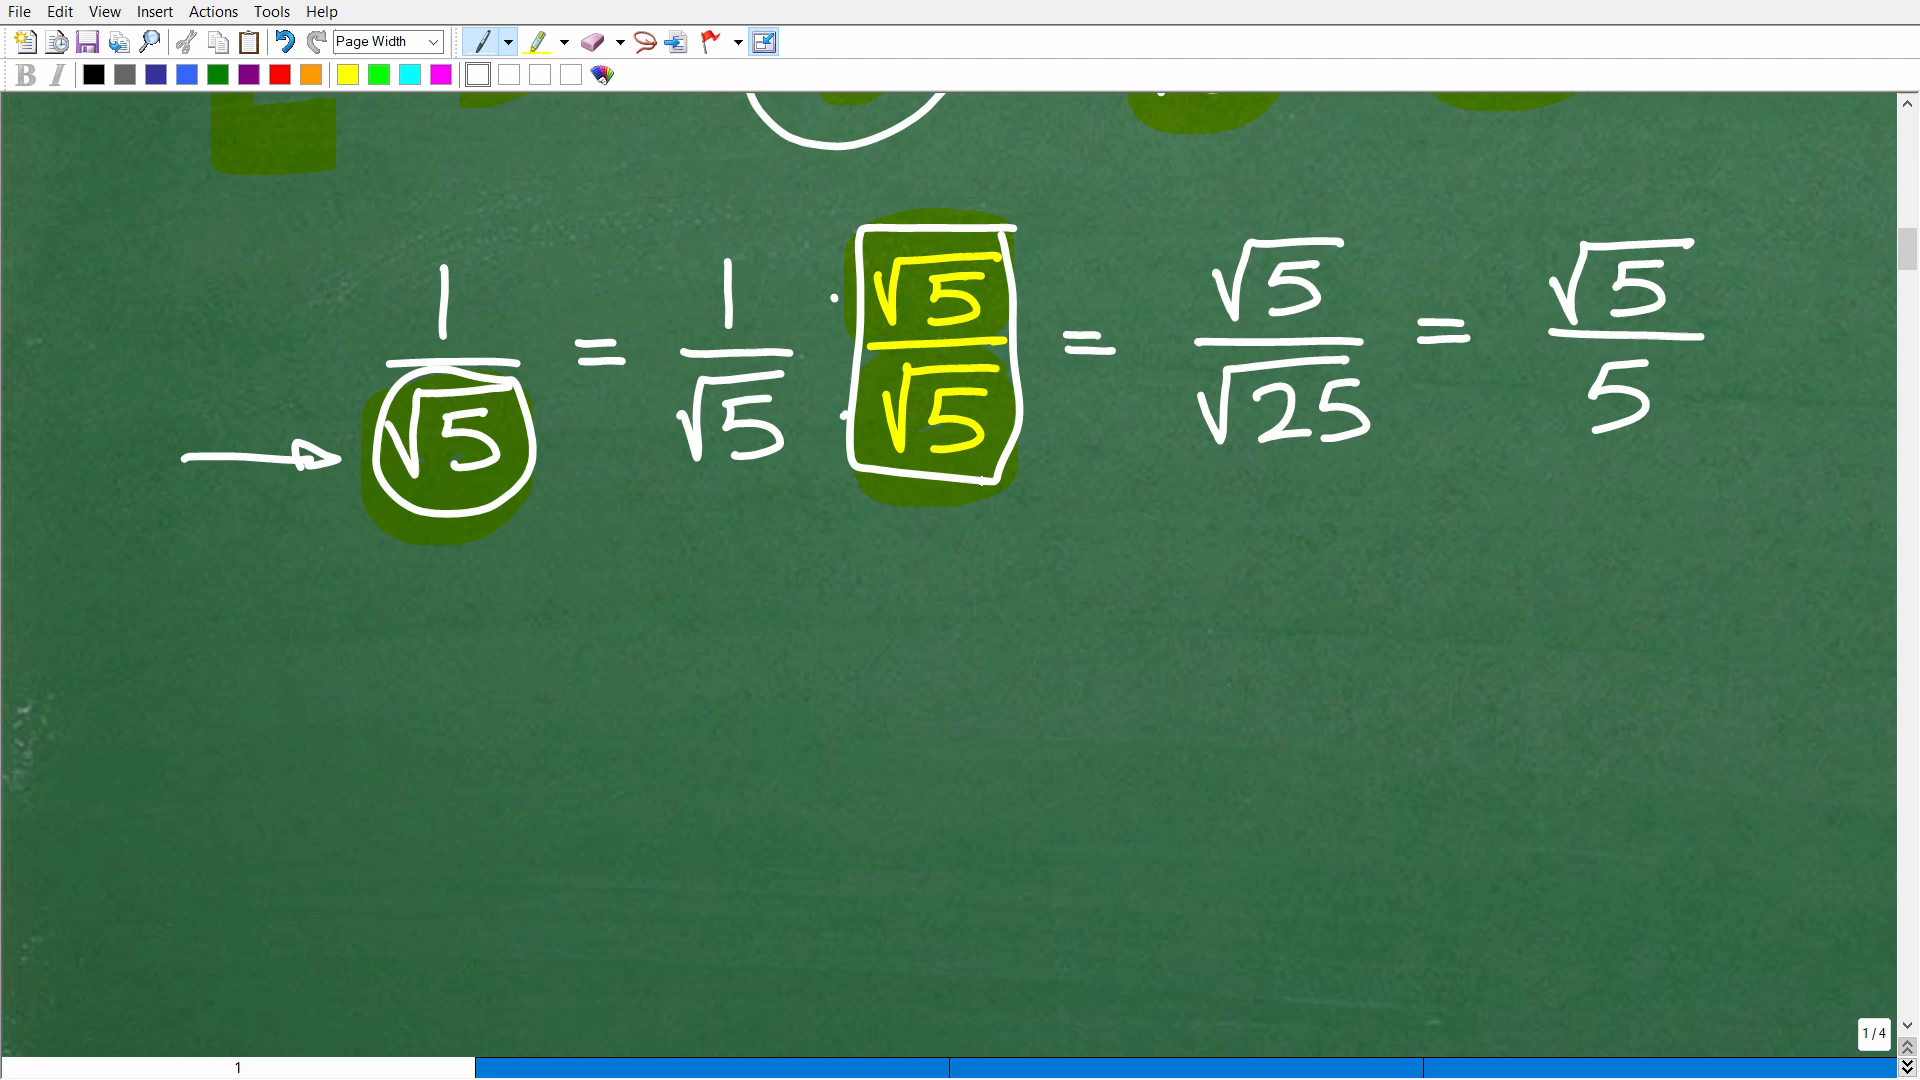 File Edit View Insert Actions Tools Help
Page Width
B I
1/√5 = 1/√5 · √5/√5 = √5/√25 = √5/5
1 / 4
1